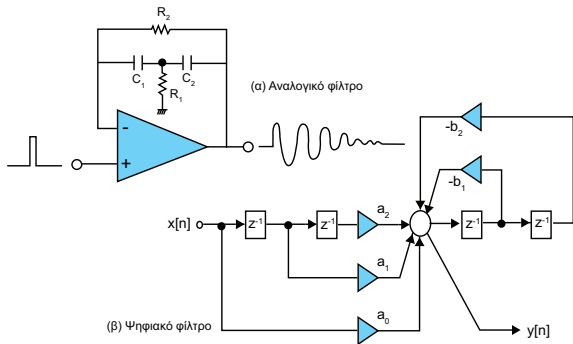 R2
C1
C2
R1
(α) Αναλογικό φίλτρο
-
+
-b2
-b1
x[n]
z-1
z-1
a2
z-1
z-1
a1
a0
(β) Ψηφιακό φίλτρο
y[n]